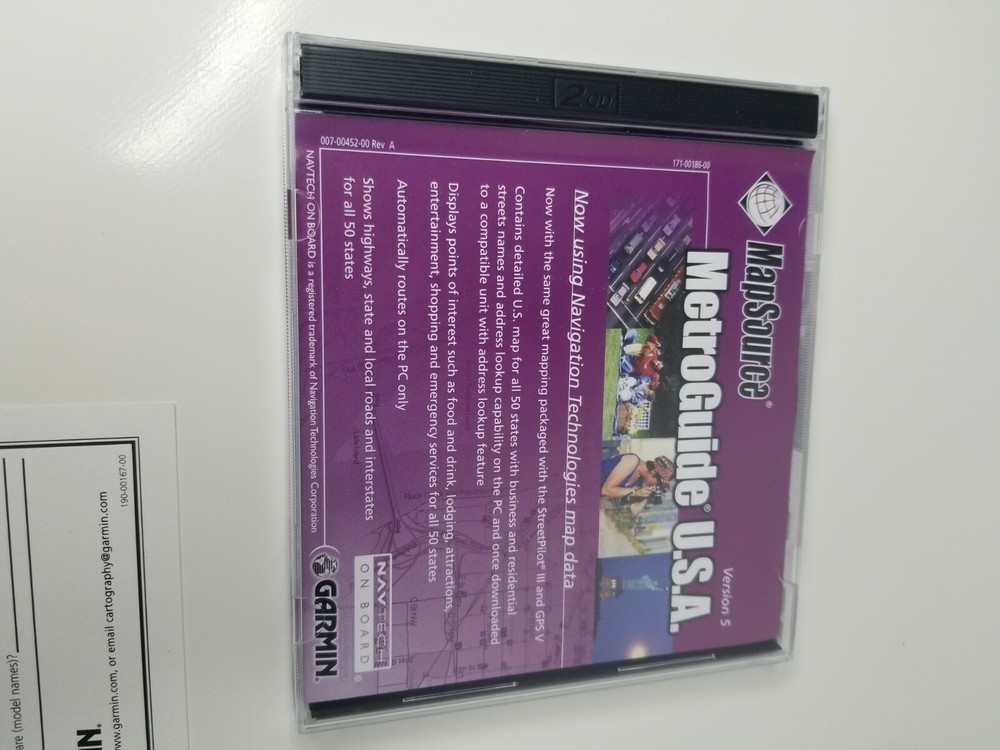 2 CD
171-00186-00
MapSource®
MetroGuide® U.S.A.
Version 5
Now using Navigation Technologies map data
Now with the same great mapping packaged with the StreetPilot® III and GPS V
Contains detailed U.S. map for all 50 states with business and residential
streets names and address lookup capability on the PC and once downloaded
to a compatible unit with address lookup feature
Displays points of interest such as food and drink, lodging, attractions,
entertainment, shopping and emergency services for all 50 states
Automatically routes on the PC only
Shows highways, state and local roads and interstates
for all 50 states
NAVTECH
ON BOARD®
GARMIN®
007-00452-00 Rev A
NAVTECH ON BOARD is a registered trademark of Navigation Technologies Corporation
190-00167-00
ww.garmin.com, or email cartography@garmin.com
are (model names)?
IN.